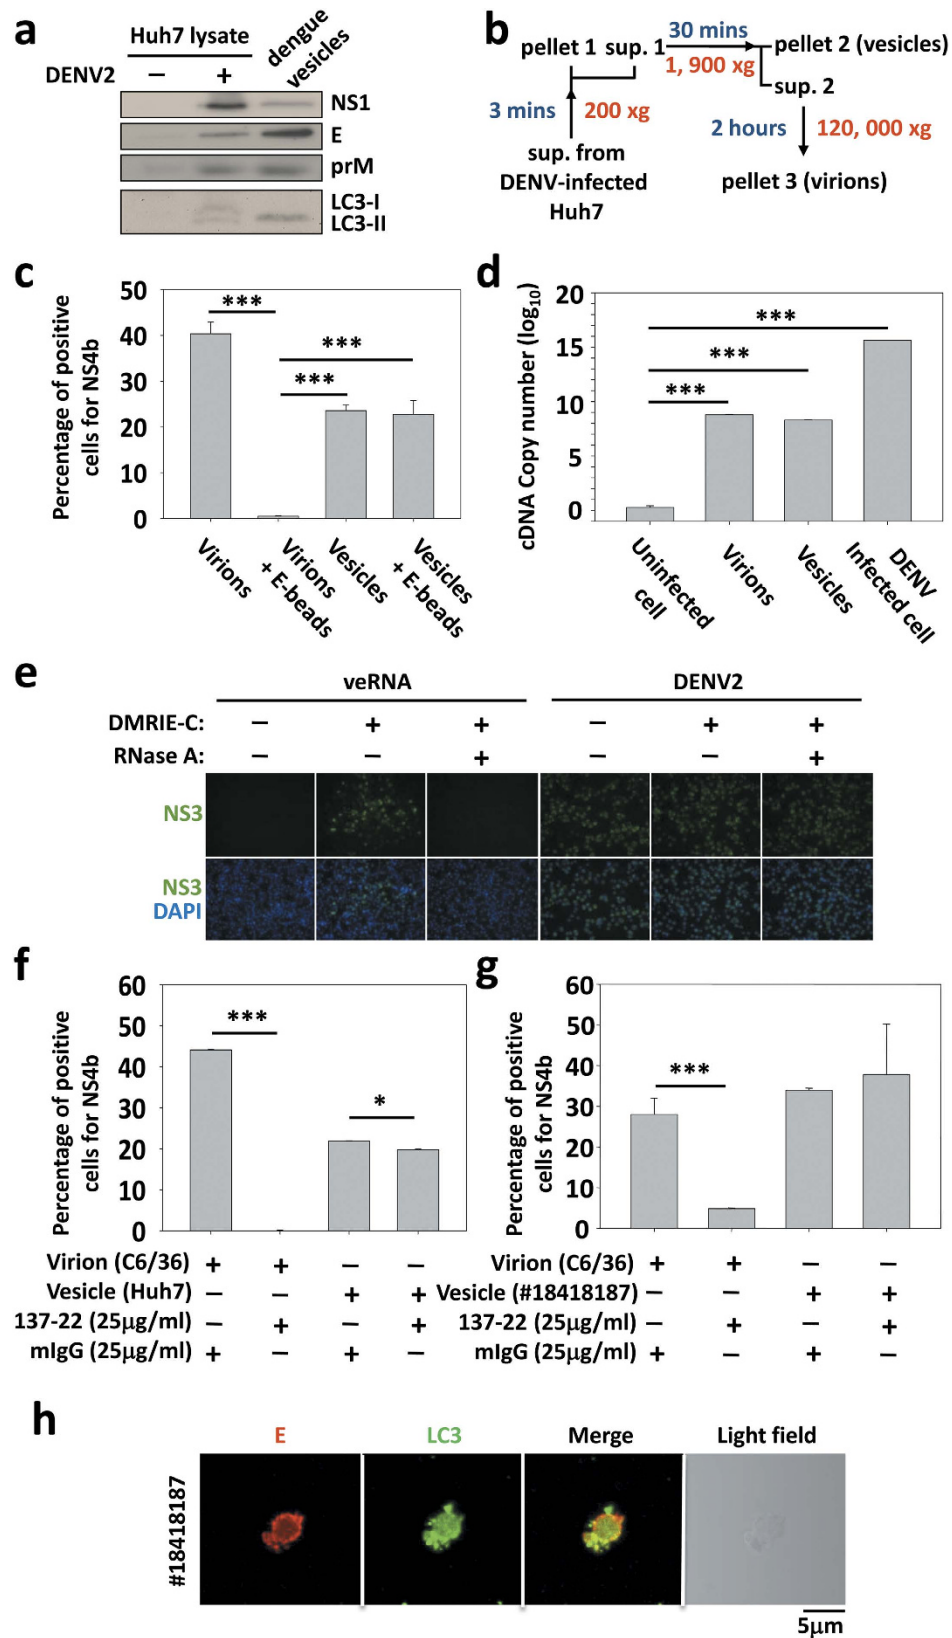 a
Huh7 lysate
dengue vesicles
DENV2 – +
NS1
E
prM
LC3-I
LC3-II
b
pellet 1 sup. 1
30 mins
1, 900 xg
pellet 2 (vesicles)
sup. 2
3 mins 200 xg
2 hours 120, 000 xg
sup. from
DENV-infected
Huh7
pellet 3 (virions)
c
Percentage of positive
cells for NS4b
50
40
30
20
10
0
***
***
***
Virions
Virions
+ E-beads
Vesicles
Vesicles
+ E-beads
d
cDNA Copy number (log10)
20
15
10
5
0
***
***
***
Uninfected
cell
Virions
Vesicles
DENV
Infected cell
e
veRNA DENV2
DMRIE-C: – + + – + +
RNase A: – – + – – +
NS3
NS3
DAPI
f
Percentage of positive
cells for NS4b
60
50
40
30
20
10
0
***
*
Virion (C6/36) + + – –
Vesicle (Huh7) – – + +
137-22 (25μg/ml) – + – +
mIgG (25μg/ml) + – + –
g
Percentage of positive
cells for NS4b
60
50
40
30
20
10
0
***
Virion (C6/36) + + – –
Vesicle (#18418187) – – + +
137-22 (25μg/ml) – + – +
mIgG (25μg/ml) + – + –
h
E LC3 Merge Light field
#18418187
5μm